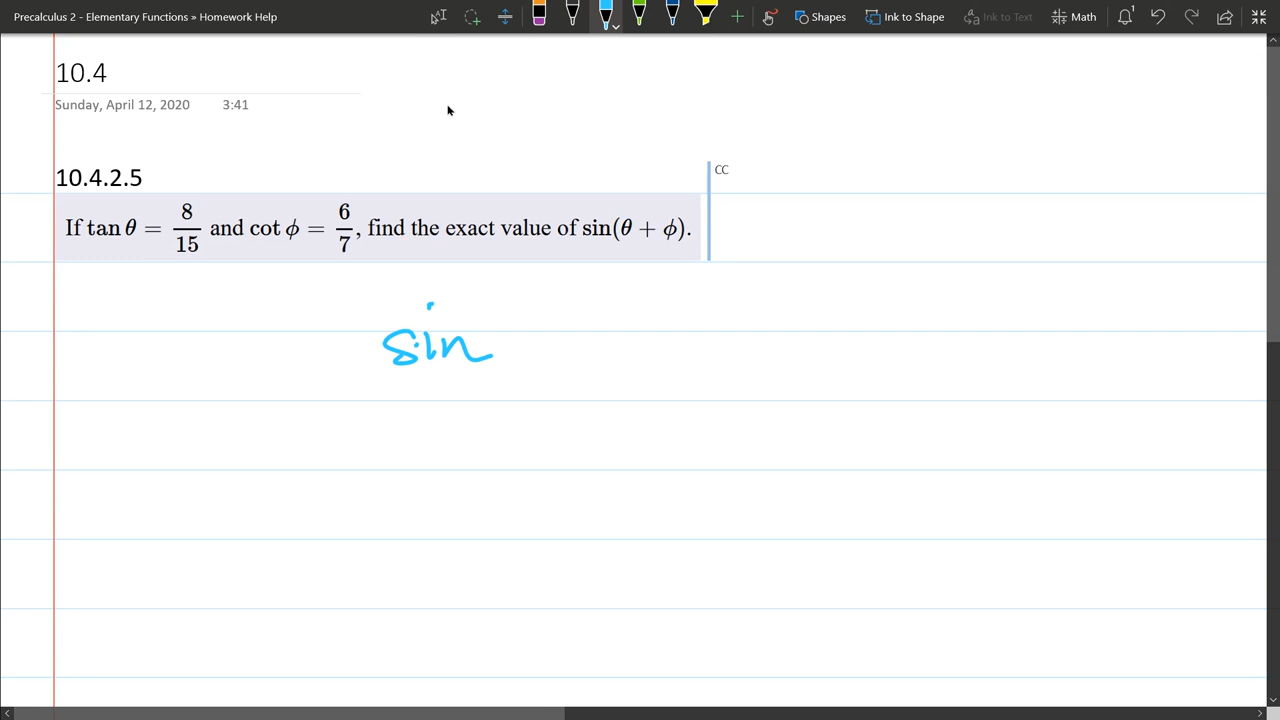 Precalculus 2 - Elementary Functions » Homework Help
Shapes Ink to Shape Ink to Text Math 1
10.4
Sunday, April 12, 2020 3:41
10.4.2.5
CC
If tan θ = 8/15 and cot ϕ = 6/7, find the exact value of sin(θ + ϕ).
sin